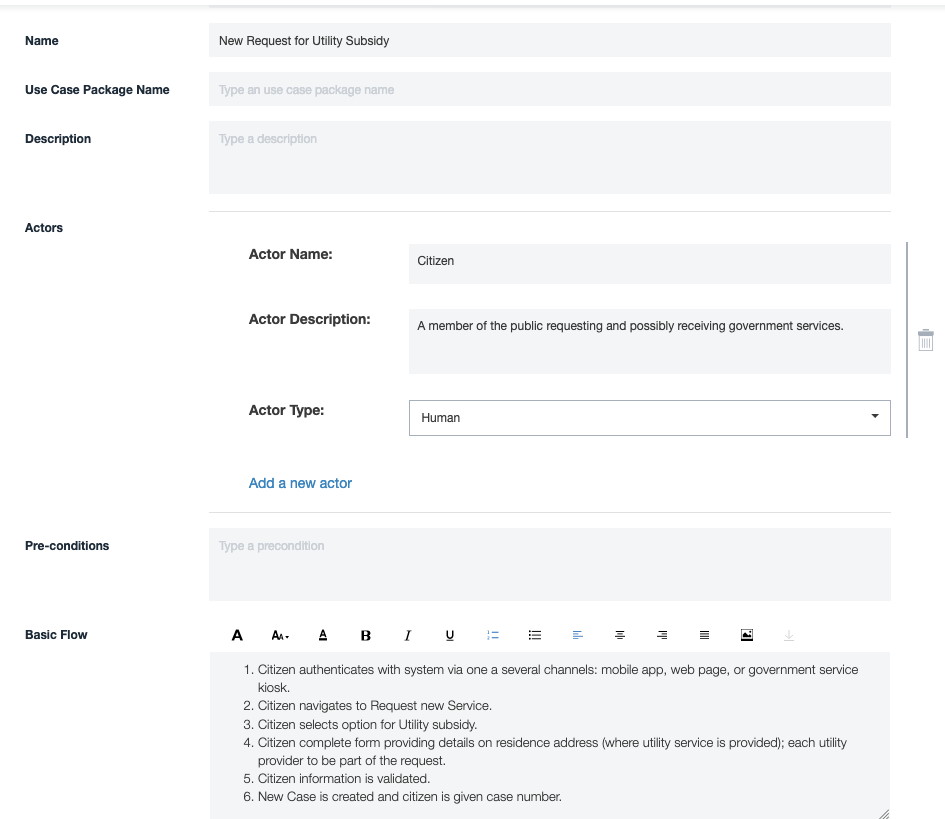 Name
New Request for Utility Subsidy
Use Case Package Name
Type an use case package name
Description
Type a description
Actors
Actor Name:
Citizen
Actor Description:
A member of the public requesting and possibly receiving government services.
Actor Type:
Human
Add a new actor
Pre-conditions
Type a precondition
Basic Flow
A AA A B I U
1. Citizen authenticates with system via one a several channels: mobile app, web page, or government service
kiosk.
2. Citizen navigates to Request new Service.
3. Citizen selects option for Utility subsidy.
4. Citizen complete form providing details on residence address (where utility service is provided); each utility
provider to be part of the request.
5. Citizen information is validated.
6. New Case is created and citizen is given case number.